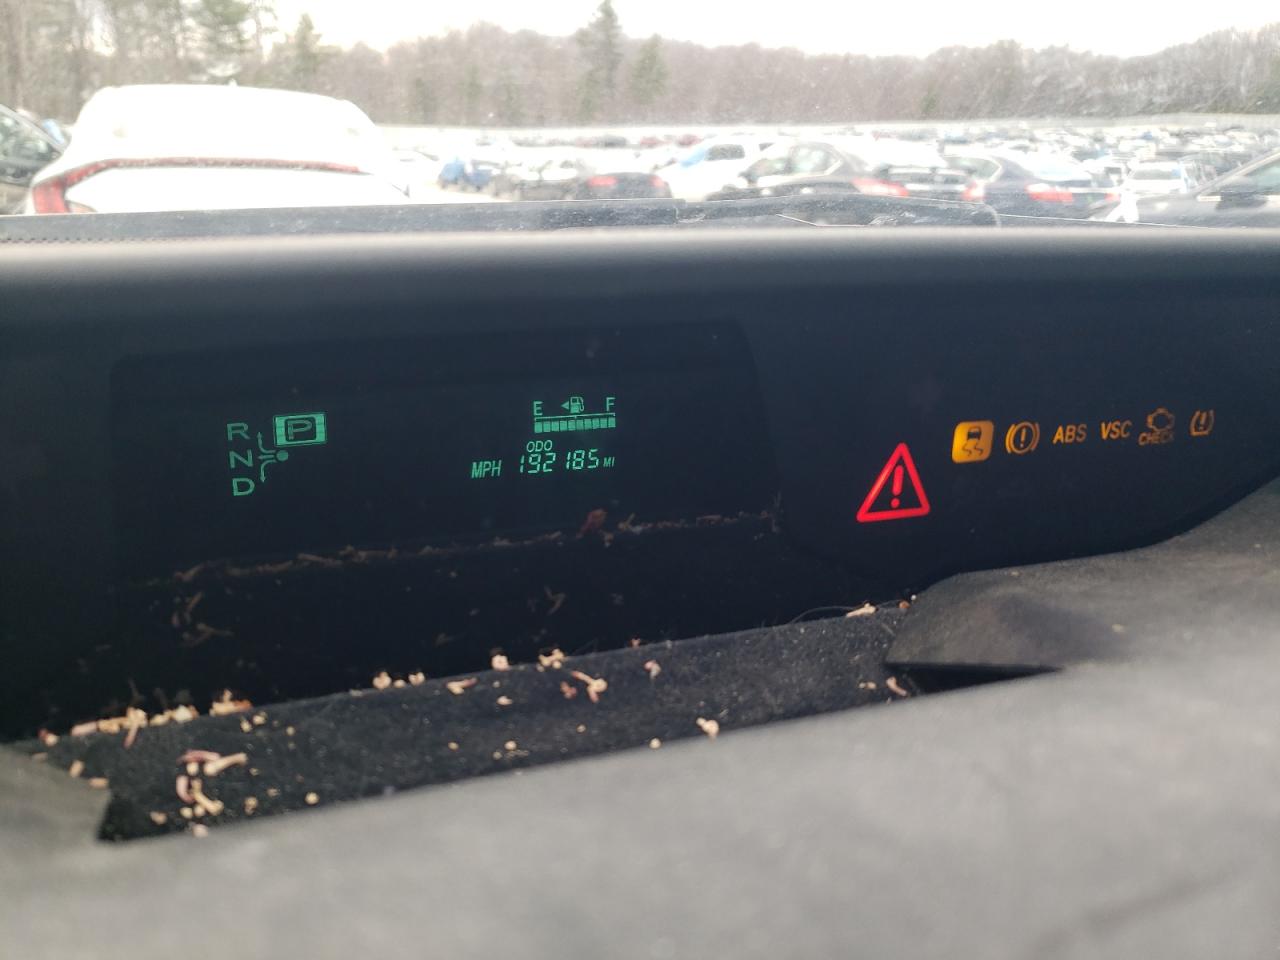 R P
N
D
E F
ODO
MPH 192185 MI
ABS VSC CHECK